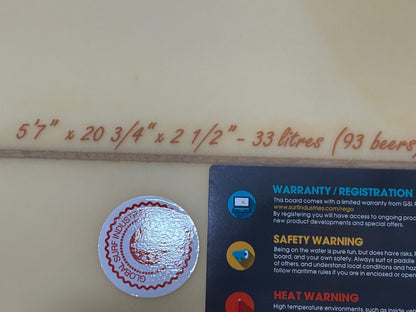 5'7" x 20 3/4" x 2 1/2" - 33 litres (93 beers
GLOBAL SURF INDUSTRIES
WARRANTY / REGISTRATION
This board comes with a limited warranty from GSI.
www.surfindustries.com/rego
By registering you will have access to ongoing
new product developments and special offers.
SAFETY WARNING
Being on the water is pure fun, but does have risks.
board, and your own safety. Always surf or paddle
of others, and understand local conditions and
follow maritime rules if you are in enclosed or open
HEAT WARNING
High temperature environments, such as inside